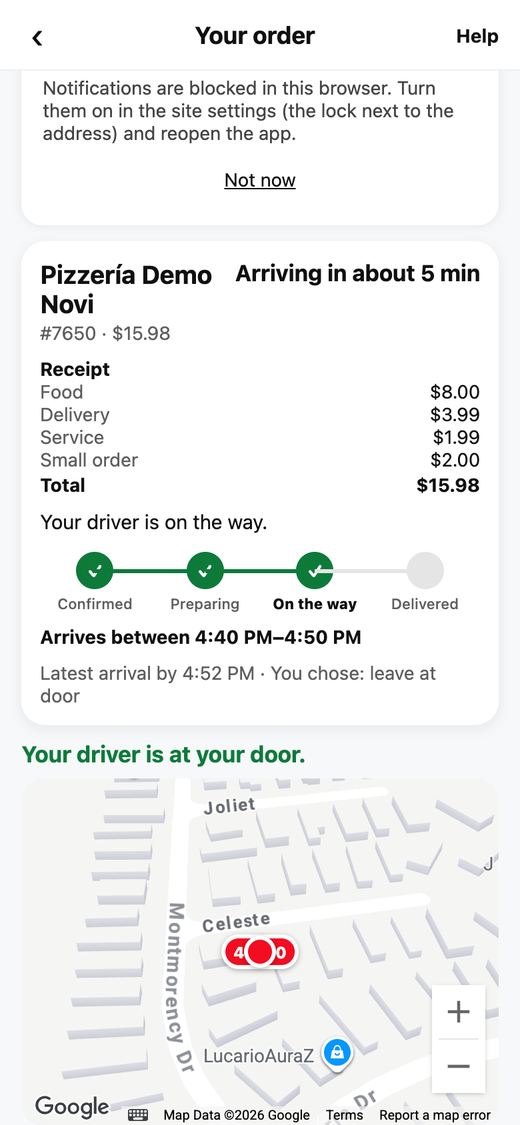 Your order
Help
Notifications are blocked in this browser. Turn
them on in the site settings (the lock next to the
address) and reopen the app.
Not now
Pizzería Demo
Novi
Arriving in about 5 min
#7650 · $15.98
Receipt
Food $8.00
Delivery $3.99
Service $1.99
Small order $2.00
Total $15.98
Your driver is on the way.
Confirmed Preparing On the way Delivered
Arrives between 4:40 PM–4:50 PM
Latest arrival by 4:52 PM · You chose: leave at
door
Your driver is at your door.
Joliet
J
Celeste
Montmorency Dr
4 0
LucarioAuraZ
Dr
Google
Map Data ©2026 Google Terms Report a map error